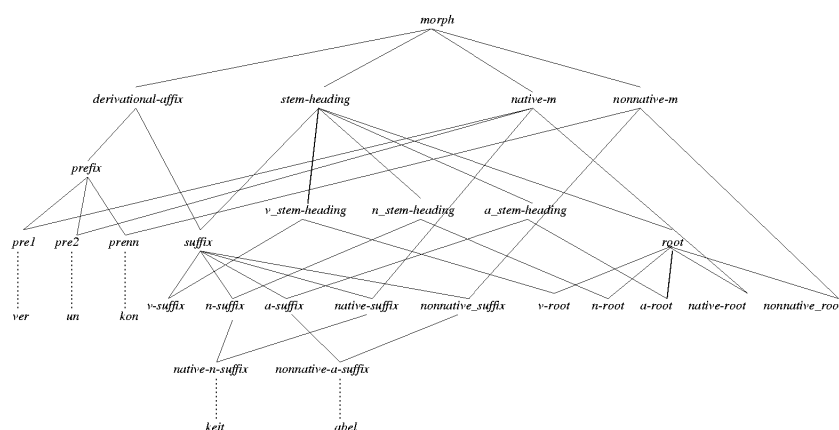 morph
derivational-affix stem-heading native-m nonnative-m
prefix
v_stem-heading n_stem-heading a_stem-heading
pre1 pre2 prenn suffix root
v-suffix n-suffix a-suffix native-suffix nonnative_suffix v-root n-root a-root native-root nonnative_roo
ver un kon
native-n-suffix nonnative-a-suffix
keit abel